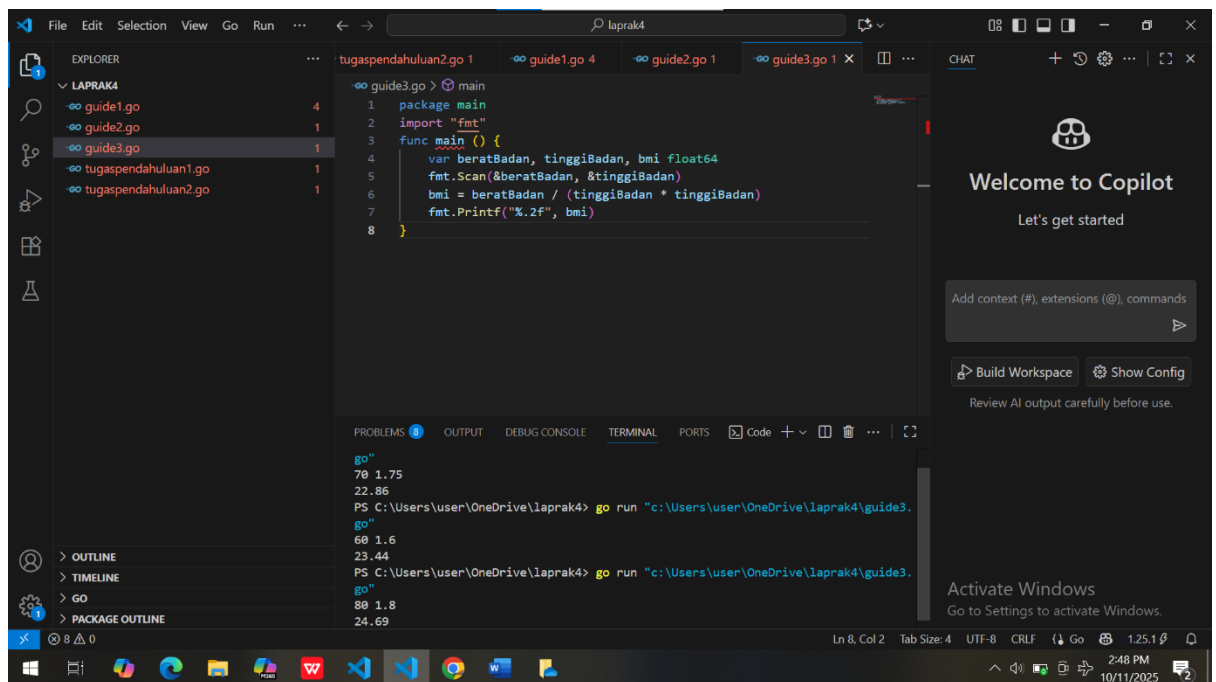 File Edit Selection View Go Run ··· laprak4
EXPLORER ···
LAPRAK4
guide1.go 4
guide2.go 1
guide3.go 1
tugaspendahuluan1.go 1
tugaspendahuluan2.go 1
OUTLINE
TIMELINE
GO
PACKAGE OUTLINE
tugaspendahuluan2.go 1 guide1.go 4 guide2.go 1 guide3.go 1
guide3.go > main
1 package main
2 import "fmt"
3 func main () {
4 var beratBadan, tinggiBadan, bmi float64
5 fmt.Scan(&beratBadan, &tinggiBadan)
6 bmi = beratBadan / (tinggiBadan * tinggiBadan)
7 fmt.Printf("%.2f", bmi)
8 }
PROBLEMS 8 OUTPUT DEBUG CONSOLE TERMINAL PORTS Code
go"
70 1.75
22.86
PS C:\Users\user\OneDrive\laprak4> go run "c:\Users\user\OneDrive\laprak4\guide3.
go"
60 1.6
23.44
PS C:\Users\user\OneDrive\laprak4> go run "c:\Users\user\OneDrive\laprak4\guide3.
go"
80 1.8
24.69
CHAT
Welcome to Copilot
Let's get started
Add context (#), extensions (@), commands
Build Workspace Show Config
Review AI output carefully before use.
Activate Windows
Go to Settings to activate Windows.
8 0 Ln 8, Col 2 Tab Size: 4 UTF-8 CRLF Go 1.25.1
2:48 PM
10/11/2025